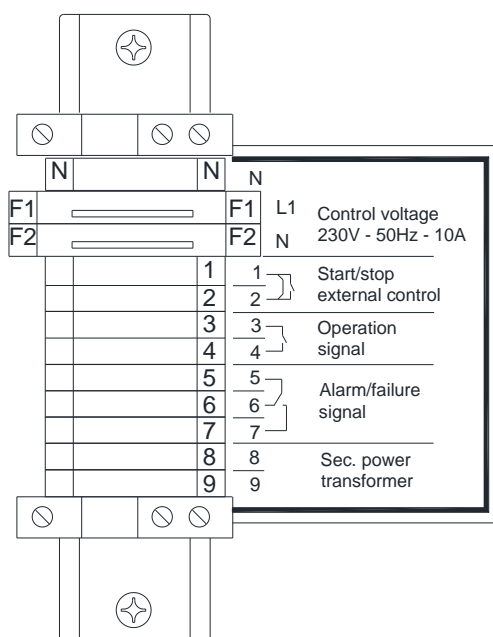 N N N
F1 F1 L1 Control voltage
F2 F2 N 230V - 50Hz - 10A
1 1 Start/stop
2 2 external control
3 3 Operation
4 4 signal
5 5 Alarm/failure
6 6 signal
7 7
8 8 Sec. power
9 9 transformer